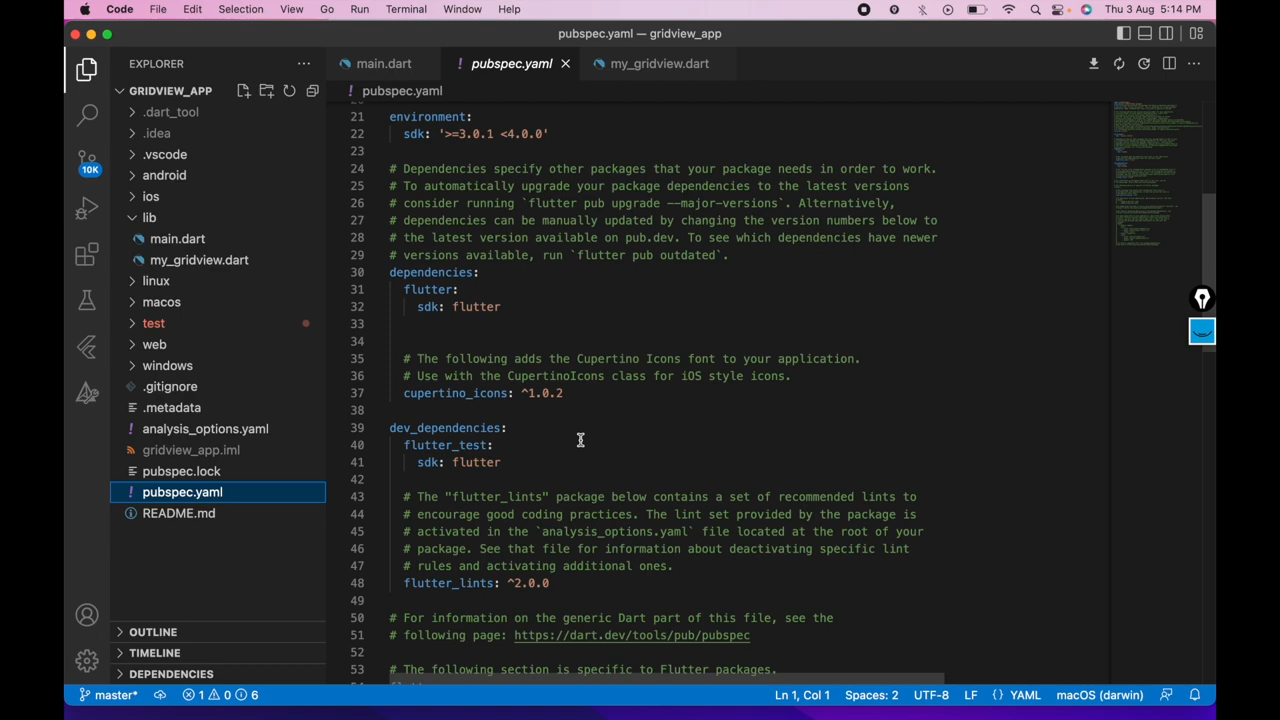 Code File Edit Selection View Go Run Terminal Window Help Thu 3 Aug 5:14 PM
pubspec.yaml — gridview_app
EXPLORER
main.dart
! pubspec.yaml
my_gridview.dart
GRIDVIEW_APP
! pubspec.yaml
.dart_tool
.idea
.vscode
android
ios
lib
main.dart
my_gridview.dart
linux
macos
test
web
windows
.gitignore
.metadata
! analysis_options.yaml
gridview_app.iml
pubspec.lock
! pubspec.yaml
README.md
10K
OUTLINE
TIMELINE
DEPENDENCIES
21 environment:
22 sdk: '>=3.0.1 <4.0.0'
23
24 # Dependencies specify other packages that your package needs in order to work.
25 # To automatically upgrade your package dependencies to the latest versions
26 # consider running `flutter pub upgrade --major-versions`. Alternatively,
27 # dependencies can be manually updated by changing the version numbers below to
28 # the latest version available on pub.dev. To see which dependencies have newer
29 # versions available, run `flutter pub outdated`.
30 dependencies:
31 flutter:
32 sdk: flutter
33
34
35 # The following adds the Cupertino Icons font to your application.
36 # Use with the CupertinoIcons class for iOS style icons.
37 cupertino_icons: ^1.0.2
38
39 dev_dependencies:
40 flutter_test:
41 sdk: flutter
42
43 # The "flutter_lints" package below contains a set of recommended lints to
44 # encourage good coding practices. The lint set provided by the package is
45 # activated in the `analysis_options.yaml` file located at the root of your
46 # package. See that file for information about deactivating specific lint
47 # rules and activating additional ones.
48 flutter_lints: ^2.0.0
49
50 # For information on the generic Dart part of this file, see the
51 # following page: https://dart.dev/tools/pub/pubspec
52
53 # The following section is specific to Flutter packages.
master* 1 0 6 Ln 1, Col 1 Spaces: 2 UTF-8 LF {} YAML macOS (darwin)